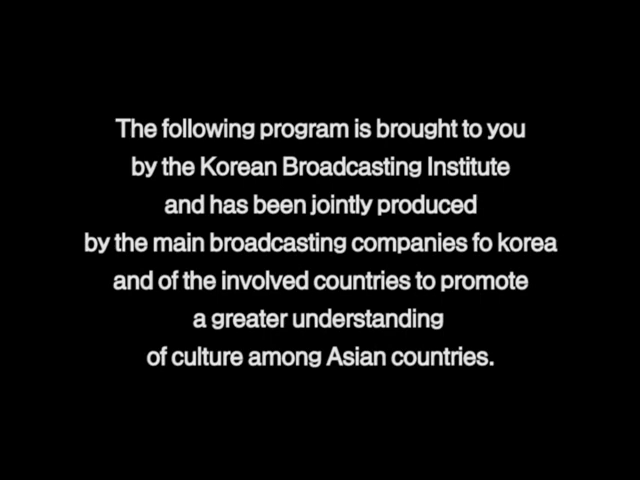 The following program is brought to you
by the Korean Broadcasting Institute
and has been jointly produced
by the main broadcasting companies fo korea
and of the involved countries to promote
a greater understanding
of culture among Asian countries.